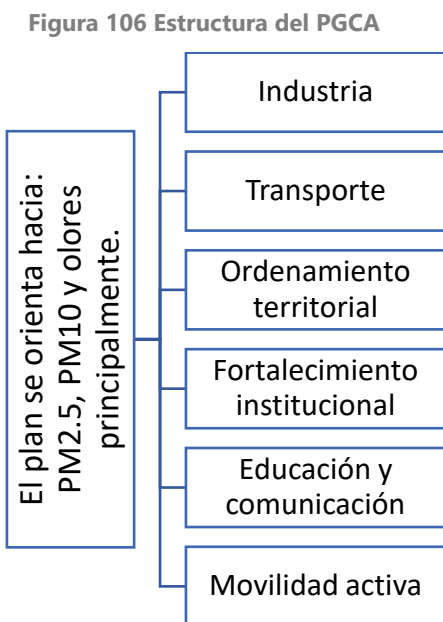 Figura 106 Estructura del PGCA
El plan se orienta hacia:
PM2.5, PM10 y olores
principalmente.
Industria
Transporte
Ordenamiento
territorial
Fortalecimiento
institucional
Educación y
comunicación
Movilidad activa